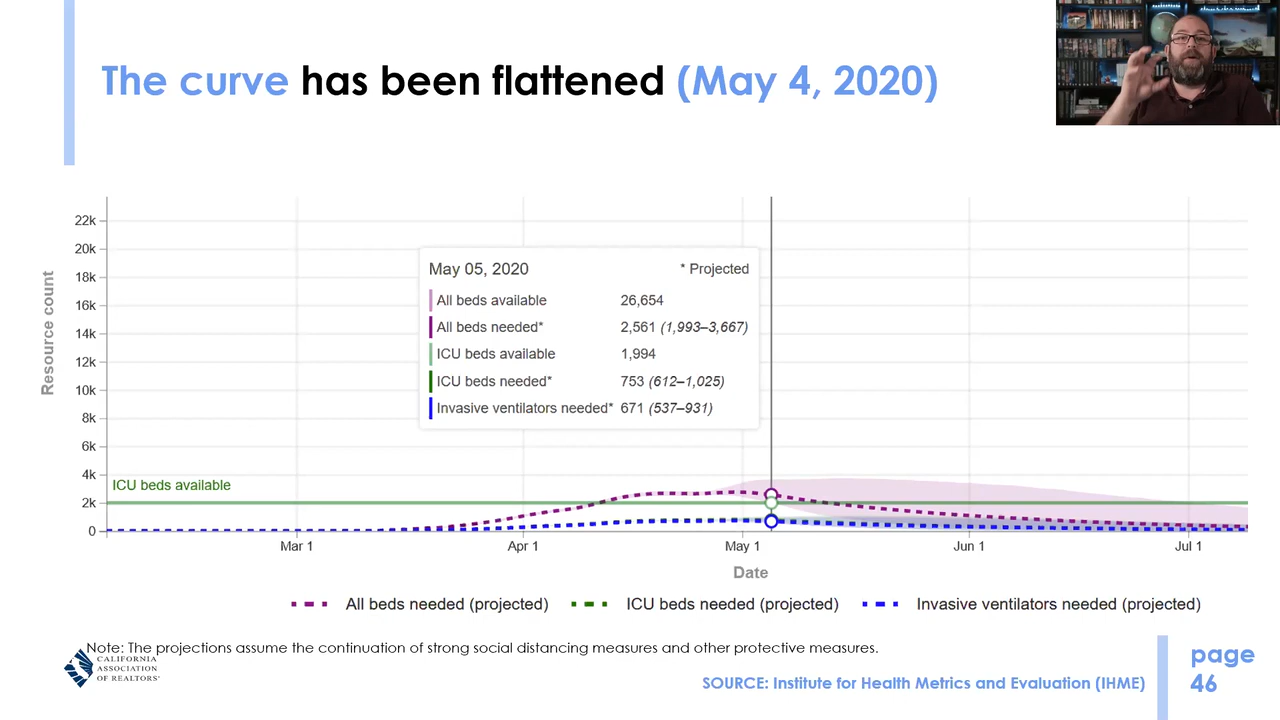 The curve has been flattened (May 4, 2020)
Resource count
22k
20k
18k
16k
14k
12k
10k
8k
6k
4k
2k
0
ICU beds available
May 05, 2020 * Projected
All beds available 26,654
All beds needed* 2,561 (1,993–3,667)
ICU beds available 1,994
ICU beds needed* 753 (612–1,025)
Invasive ventilators needed* 671 (537–931)
Mar 1 Apr 1 May 1 Jun 1 Jul 1
Date
All beds needed (projected) ICU beds needed (projected) Invasive ventilators needed (projected)
Note: The projections assume the continuation of strong social distancing measures and other protective measures.
CALIFORNIA
ASSOCIATION
OF REALTORS®
SOURCE: Institute for Health Metrics and Evaluation (IHME)
page
46